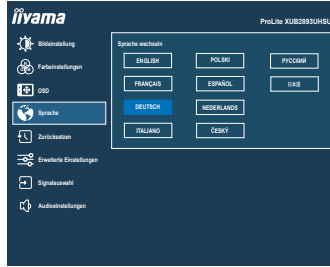 iiyama
ProLite XUB2893UHSU
Bildeinstellung
Farbeinstellungen
OSD
Sprache
Zurücksetzen
Erweiterte Einstellungen
Signalauswahl
Audioeinstellungen
Sprache wechseln
ENGLISH
POLSKI
РУССКИЙ
FRANÇAIS
ESPAÑOL
日本語
DEUTSCH
NEDERLANDS
ITALIANO
ČESKÝ